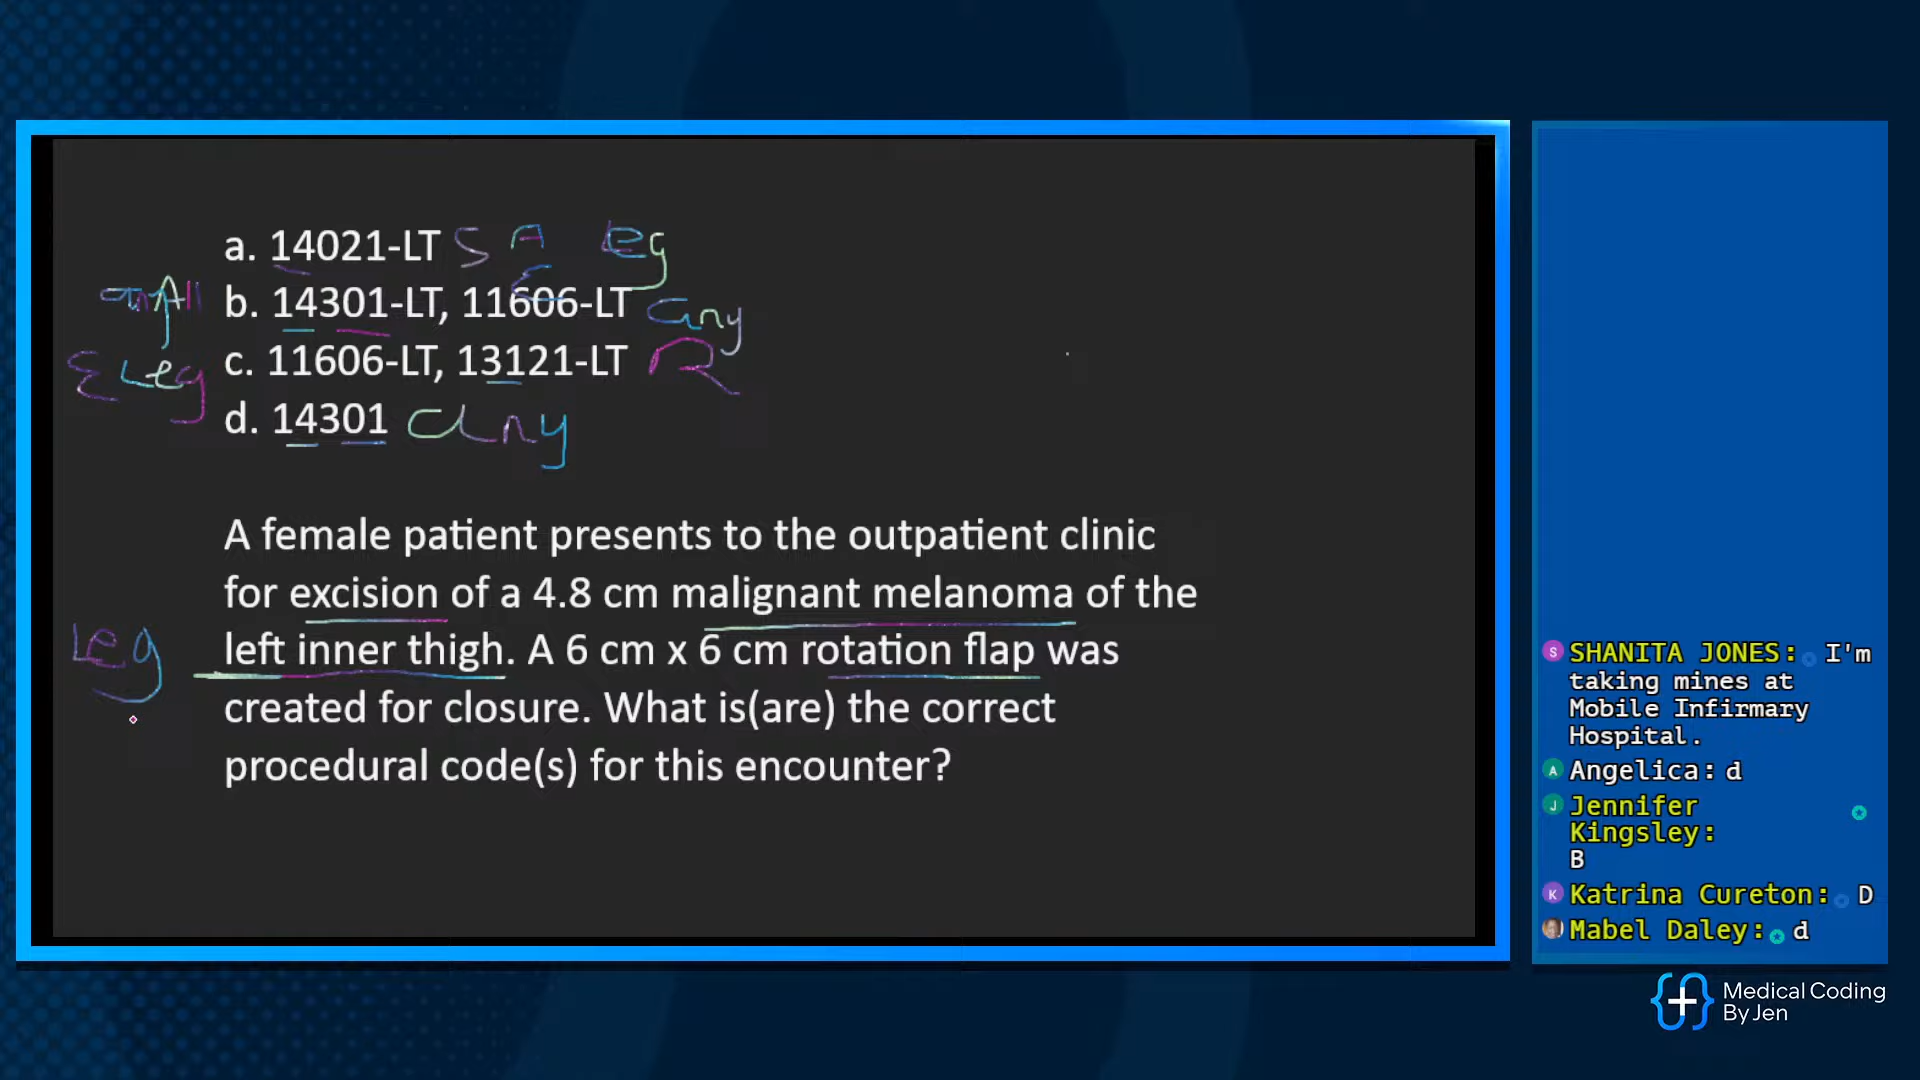 a. 14021-LT S A Leg
b. 14301-LT, 11606-LT any
E Leg c. 11606-LT, 13121-LT R
d. 14301 any
A female patient presents to the outpatient clinic
for excision of a 4.8 cm malignant melanoma of the
Leg left inner thigh. A 6 cm x 6 cm rotation flap was
created for closure. What is(are) the correct
procedural code(s) for this encounter?
SHANITA JONES: I'm
taking mines at
Mobile Infirmary
Hospital.
Angelica: d
Jennifer
Kingsley:
B
Katrina Cureton: D
Mabel Daley: d
Medical Coding
By Jen